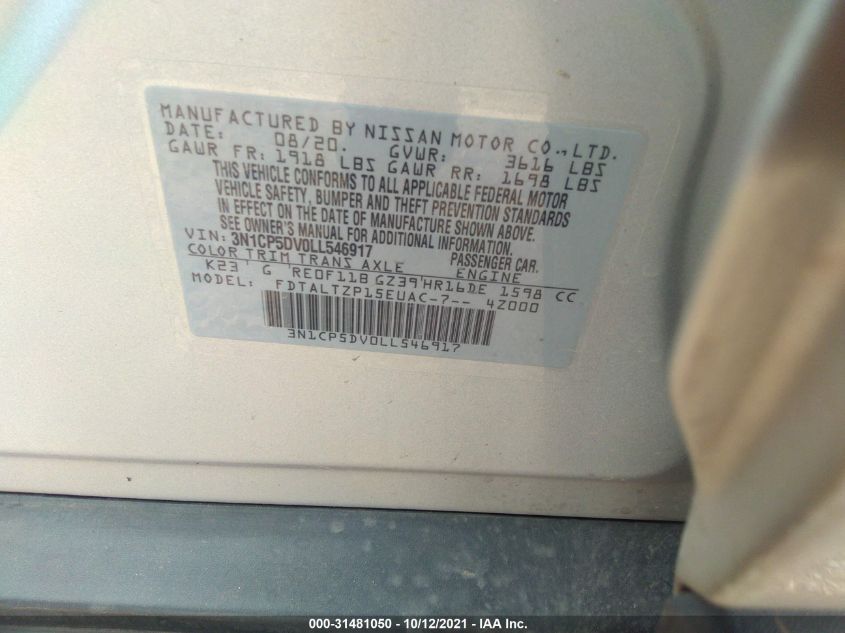 MANUFACTURED BY NISSAN MOTOR CO.,LTD.
DATE: 08/20. GVWR: 3616 LBS
GAWR FR: 1918 LBS GAWR RR: 1698 LBS
THIS VEHICLE CONFORMS TO ALL APPLICABLE FEDERAL MOTOR
VEHICLE SAFETY, BUMPER AND THEFT PREVENTION STANDARDS
IN EFFECT ON THE DATE OF MANUFACTURE SHOWN ABOVE.
SEE OWNER'S MANUAL FOR ADDITIONAL INFORMATION.
VIN: 3N1CP5DV0LL546917 PASSENGER CAR.
COLOR TRIM TRANS AXLE ENGINE
K23 G RE0F11B GZ39 HR16DE 1598 CC
MODEL: FDTALTZP15EUAC-7-- 4Z000
3N1CP5DV0LL546917
000-31481050 - 10/12/2021 - IAA Inc.